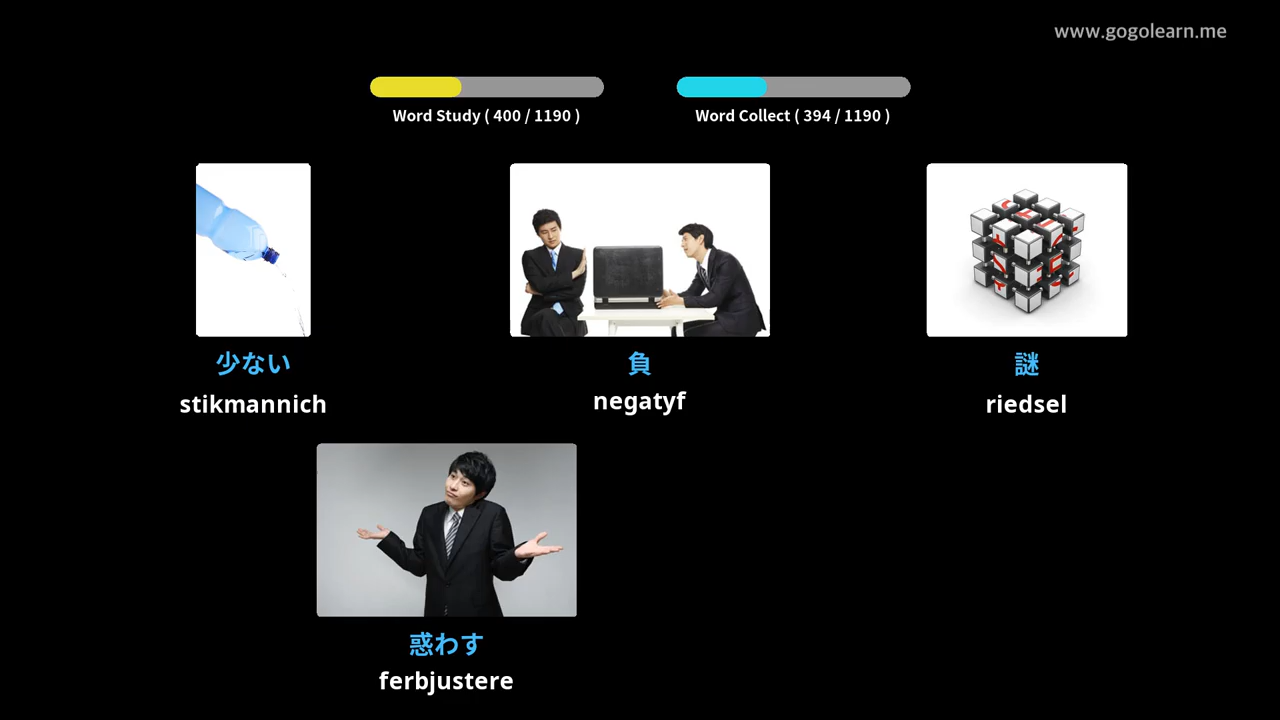 www.gogolearn.me
Word Study ( 400 / 1190 )
Word Collect ( 394 / 1190 )
少ない
stikmannich
負
negatyf
謎
riedsel
惑わす
ferbjustere